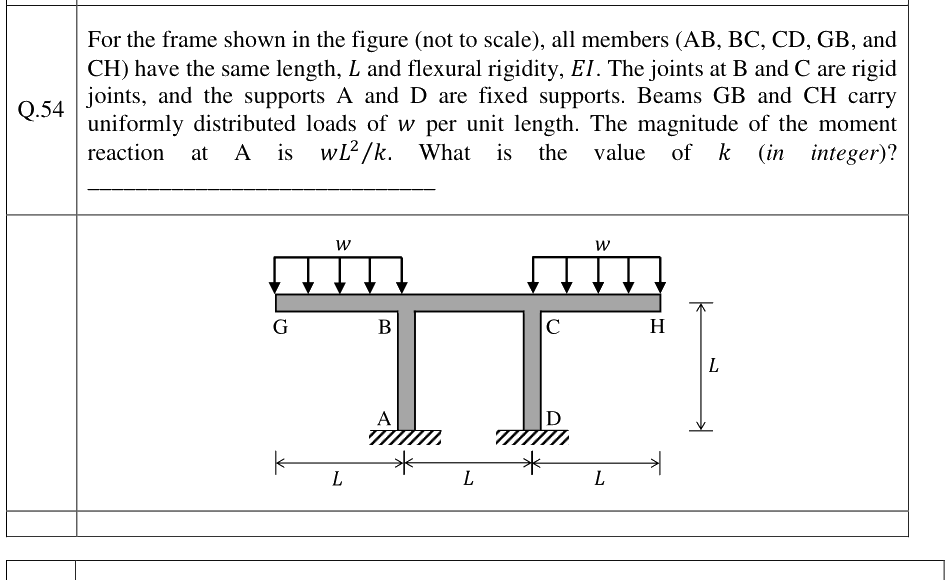 For the frame shown in the figure (not to scale), all members (AB, BC, CD, GB, and
CH) have the same length, L and flexural rigidity, EI. The joints at B and C are rigid
Q.54 joints, and the supports A and D are fixed supports. Beams GB and CH carry
uniformly distributed loads of w per unit length. The magnitude of the moment
reaction at A is wL²/k. What is the value of k (in integer)?
w w
G B C H
L
A D
L L L